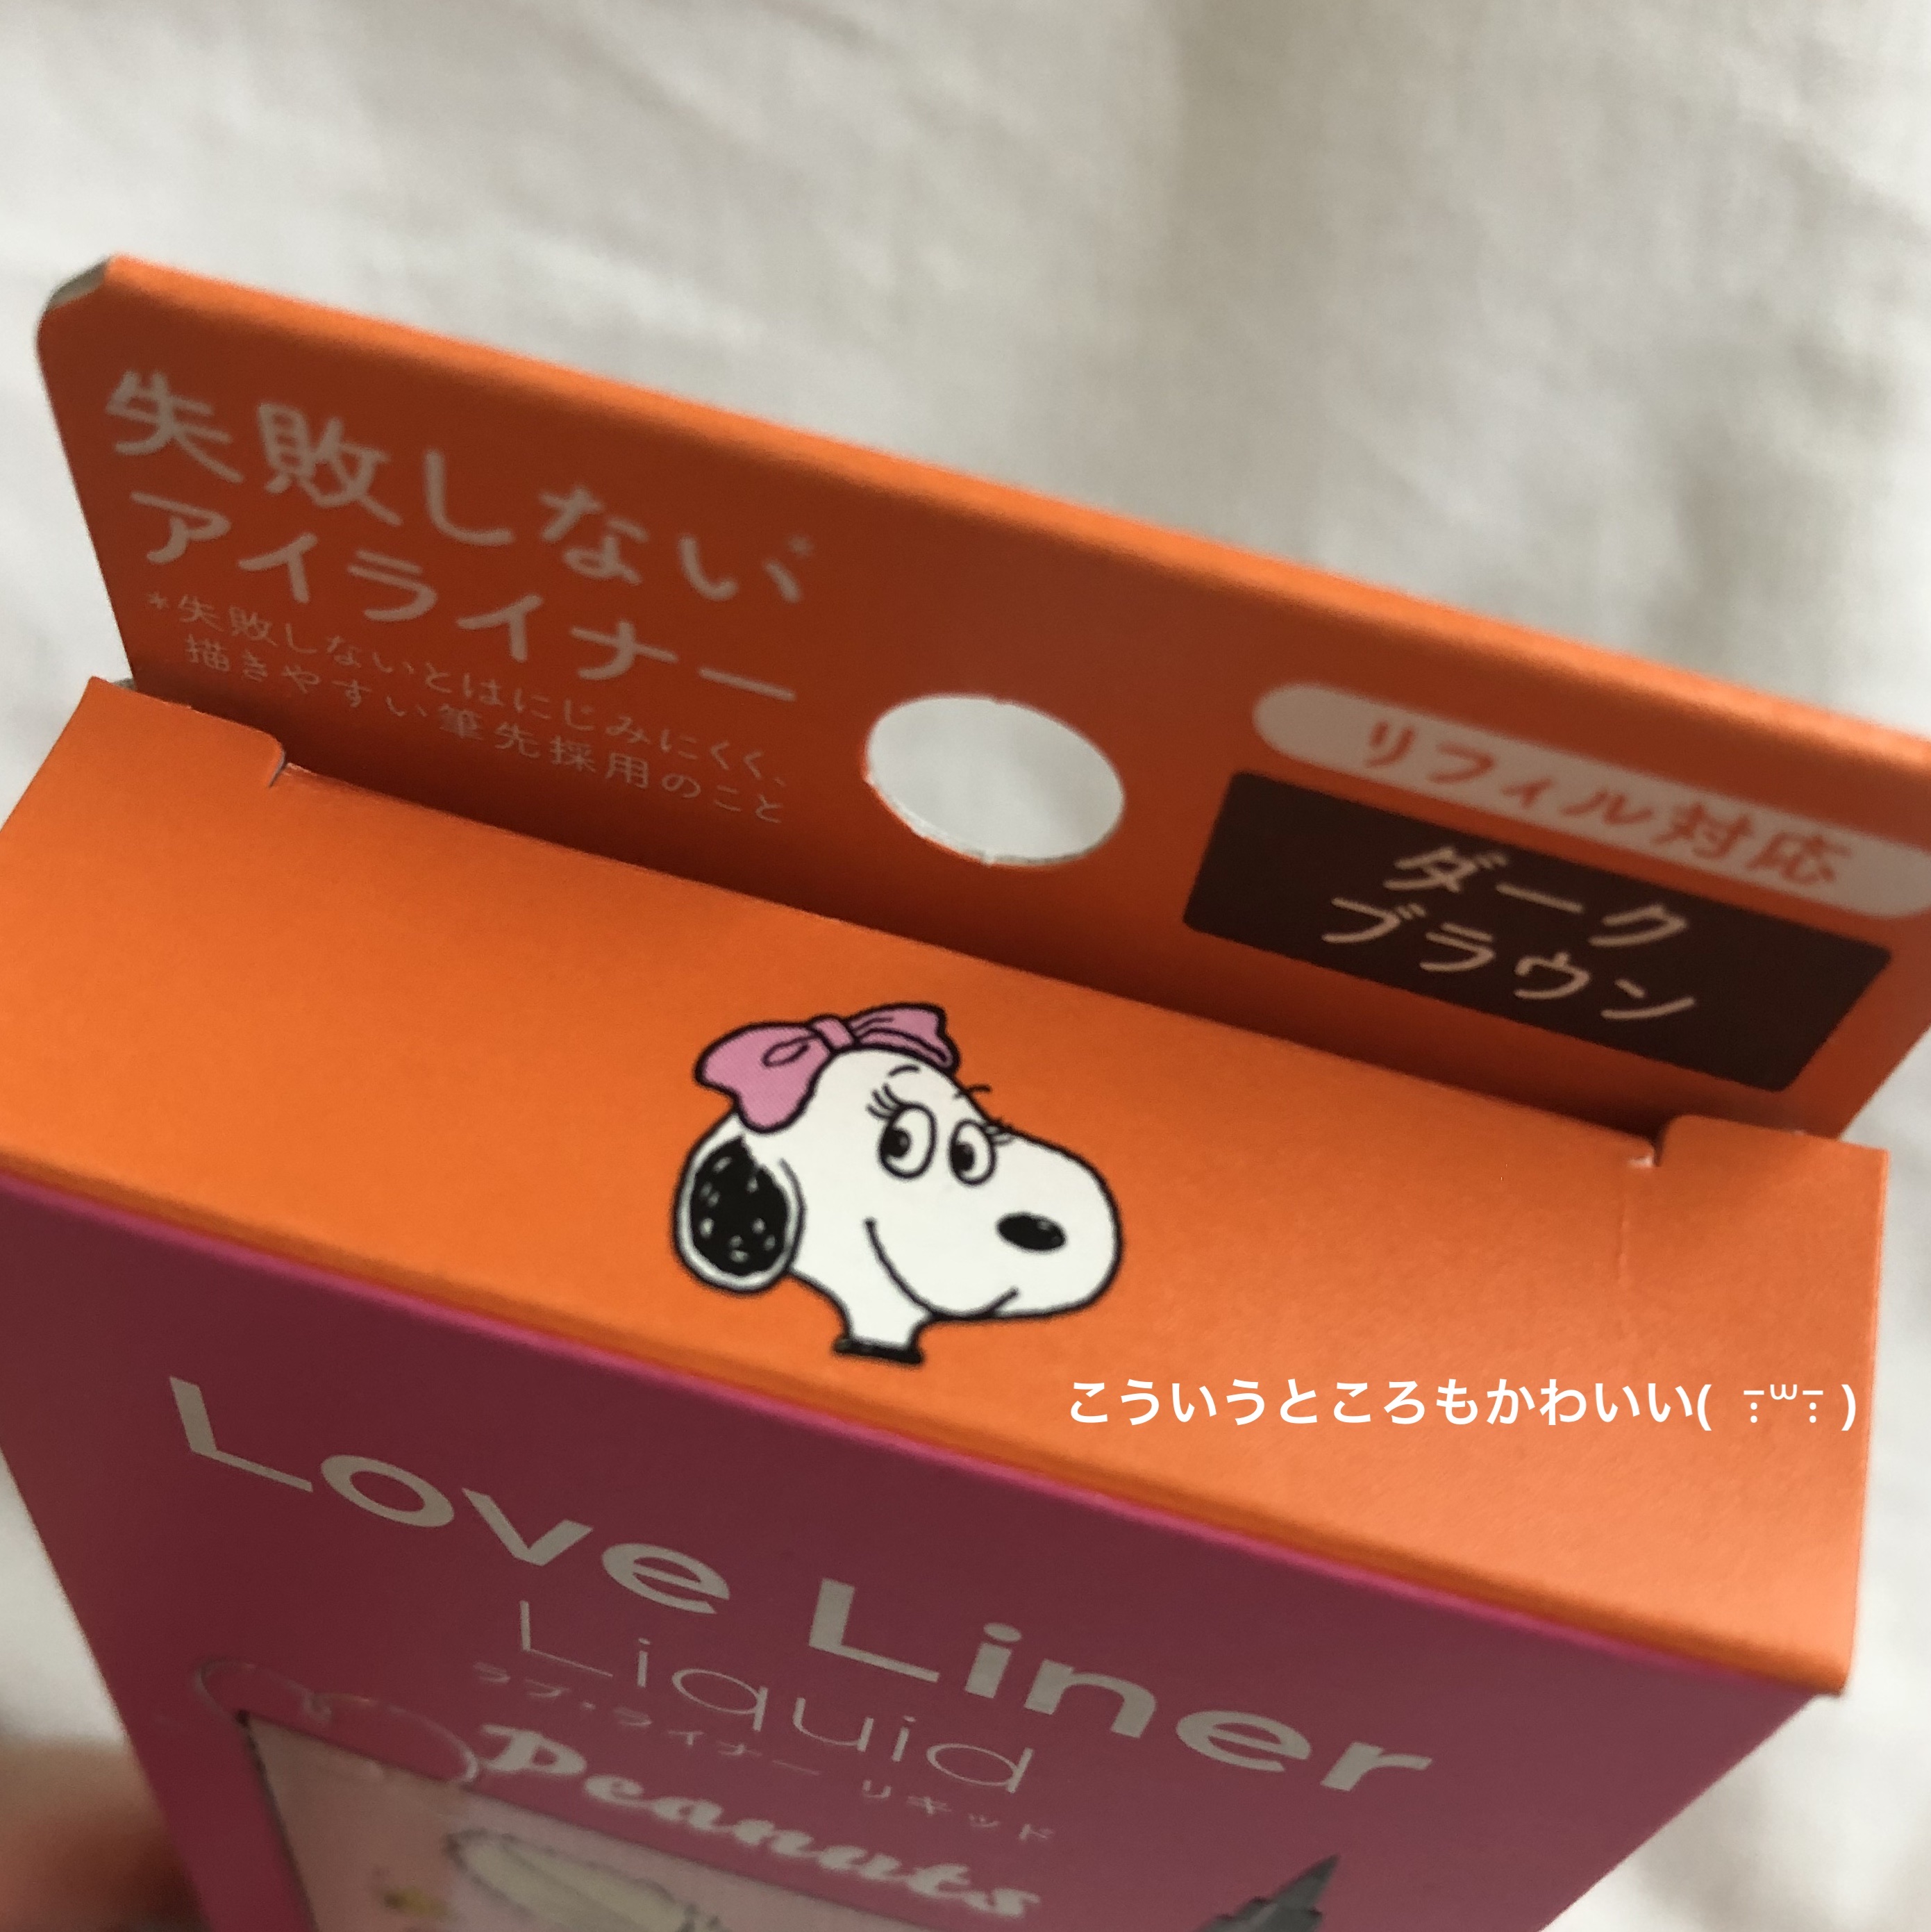 失敗しない*
アイライナー
*失敗しないとはにじみにくく、
描きやすい筆先採用のこと
リフィル対応
ダーク
ブラウン
こういうところもかわいい( ⁻̤꒳ ⁻̤ )
Love Liner
Liquid
ラブ・ライナー リキッド
Peanuts